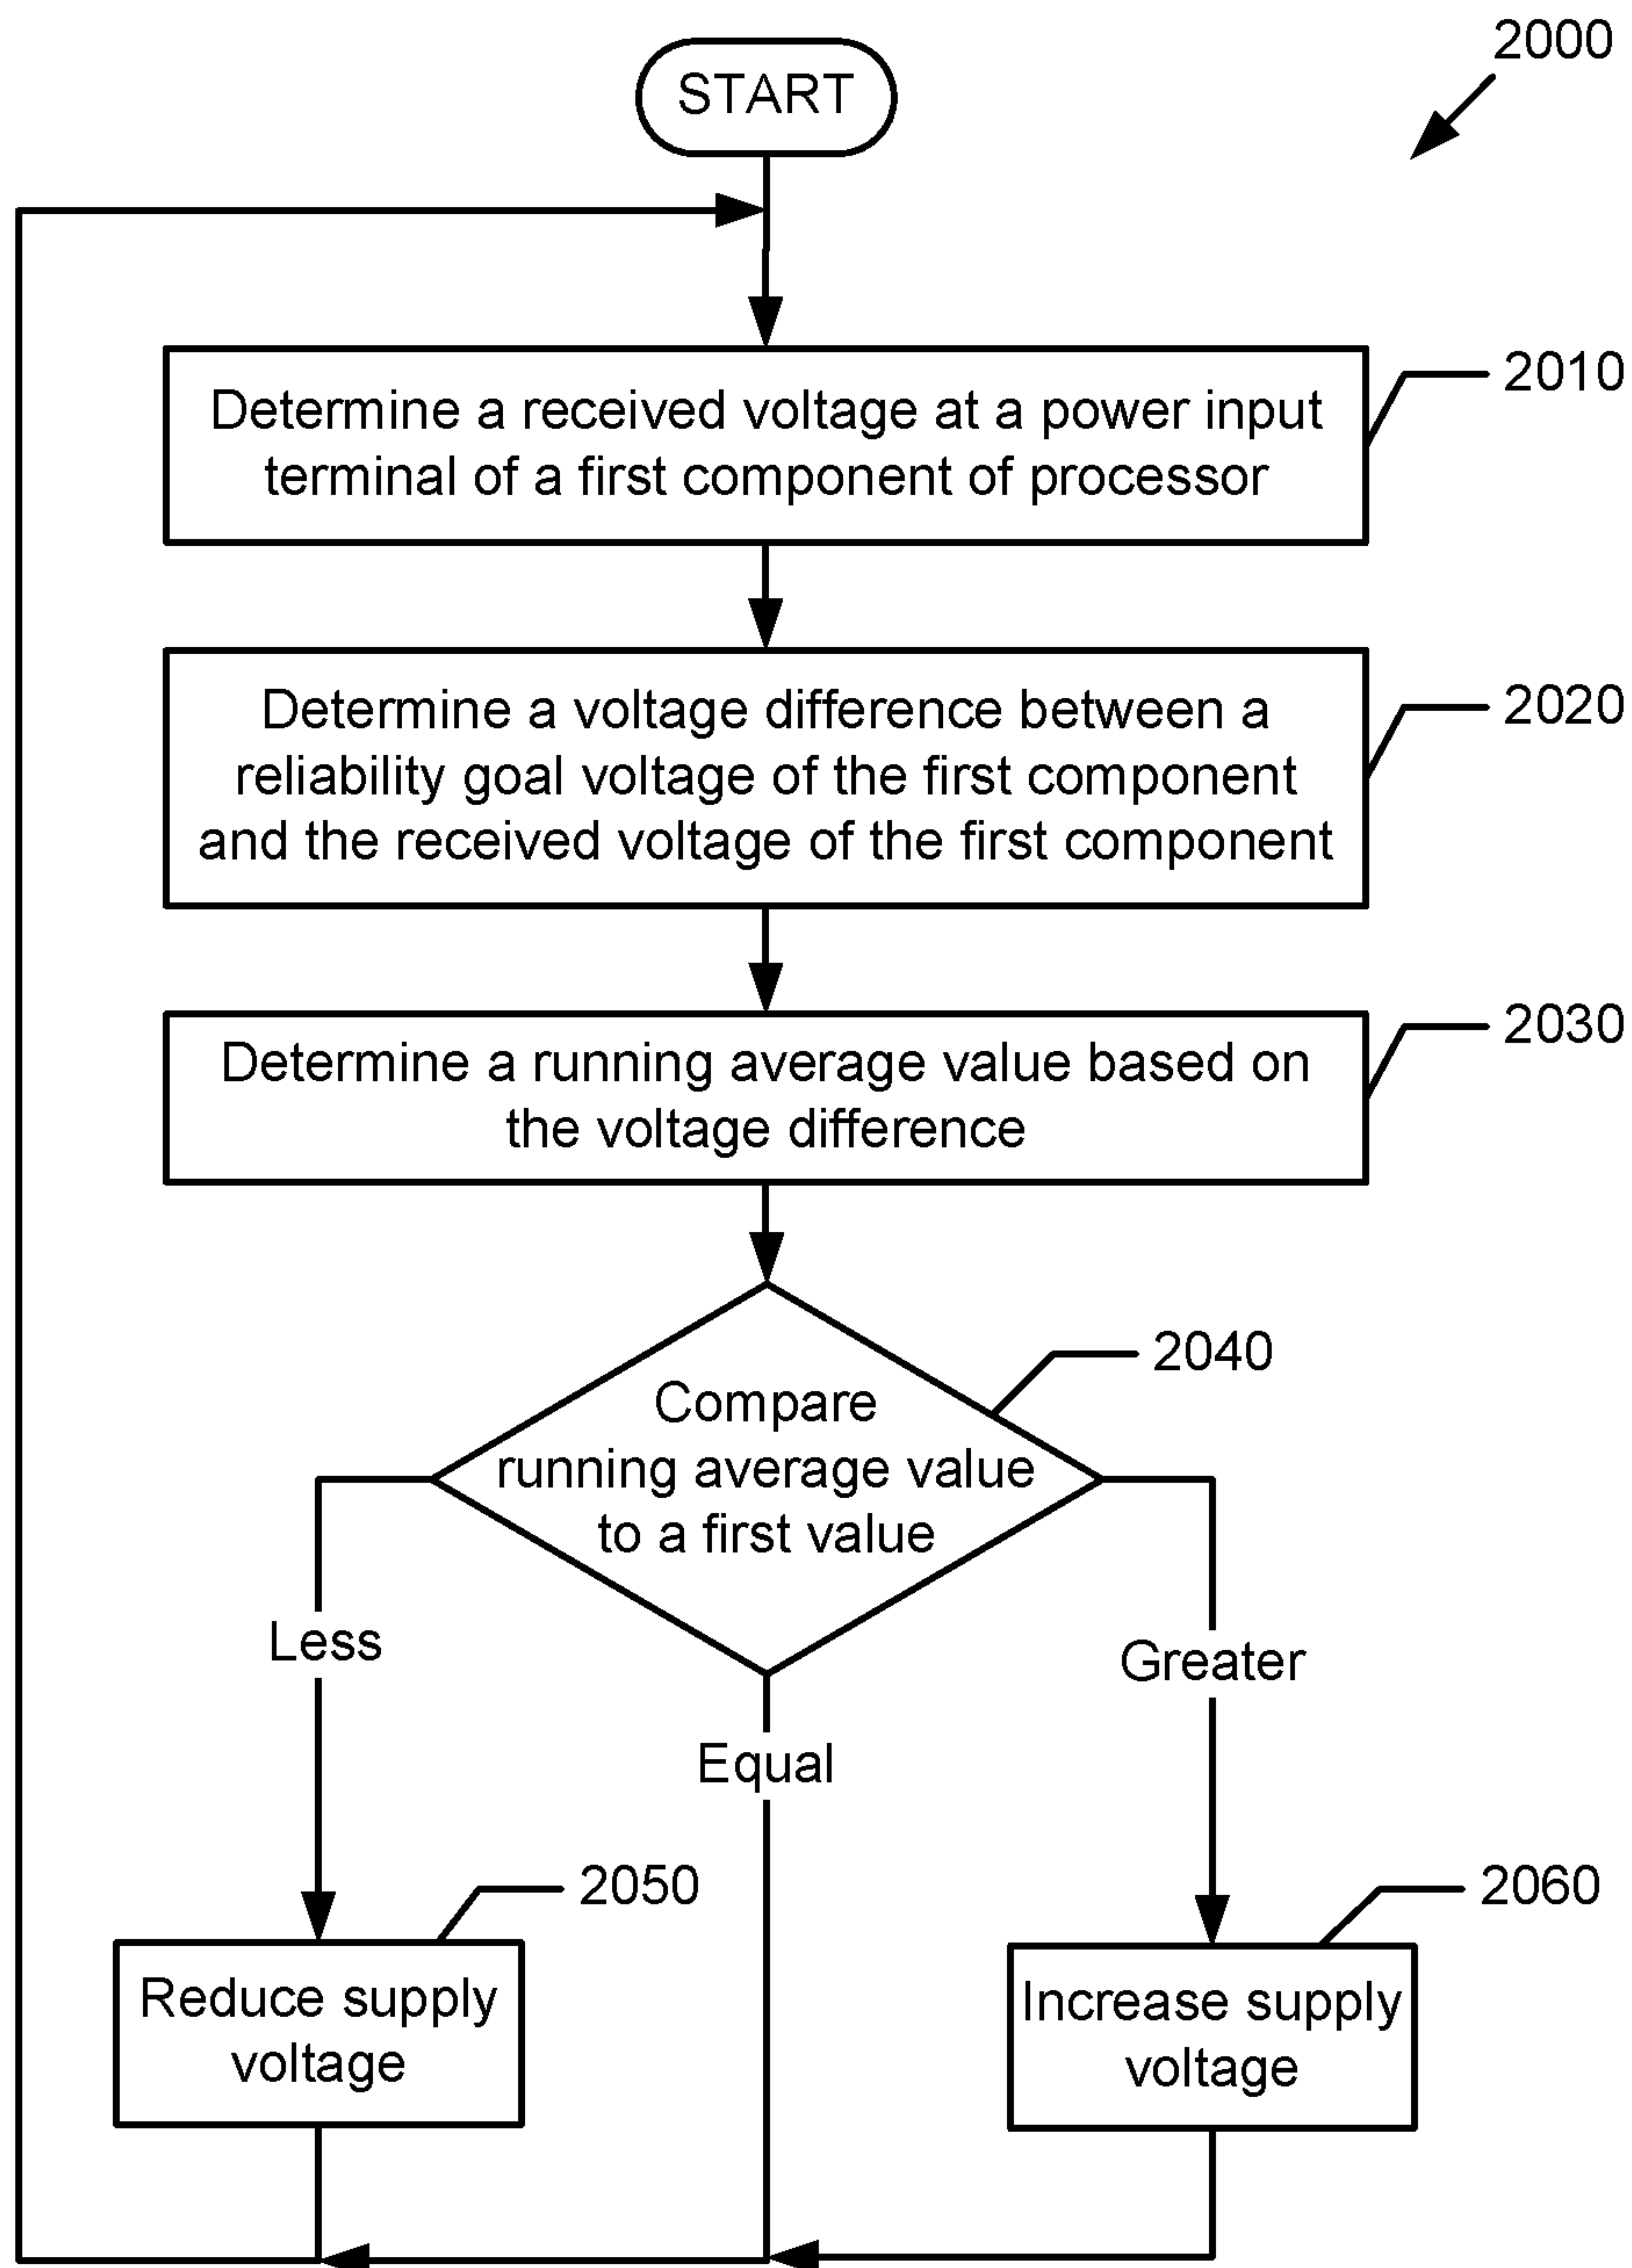 2000
START
2010
Determine a received voltage at a power input
terminal of a first component of processor
2020
Determine a voltage difference between a
reliability goal voltage of the first component
and the received voltage of the first component
2030
Determine a running average value based on
the voltage difference
2040
Compare
running average value
to a first value
Less
Greater
Equal
2050
2060
Reduce supply
voltage
Increase supply
voltage